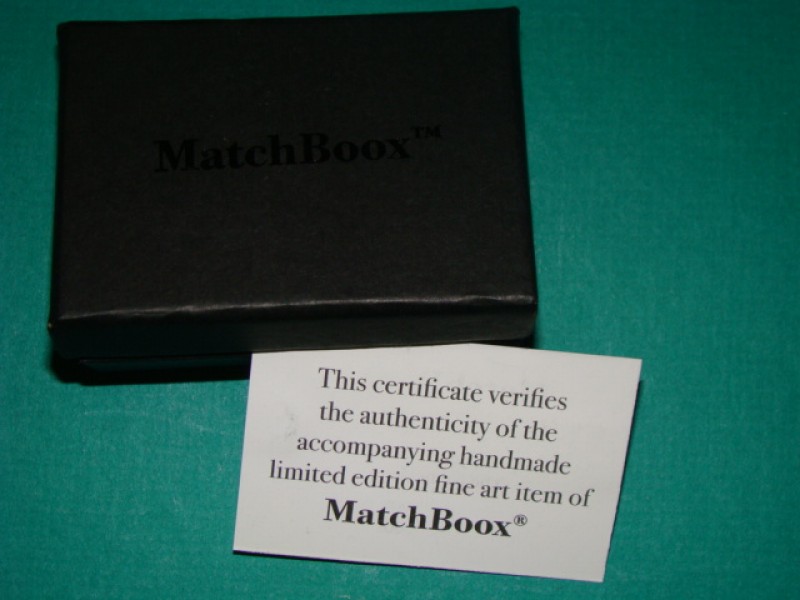 MatchBoox™
This certificate verifies
the authenticity of the
accompanying handmade
limited edition fine art item of
MatchBoox®